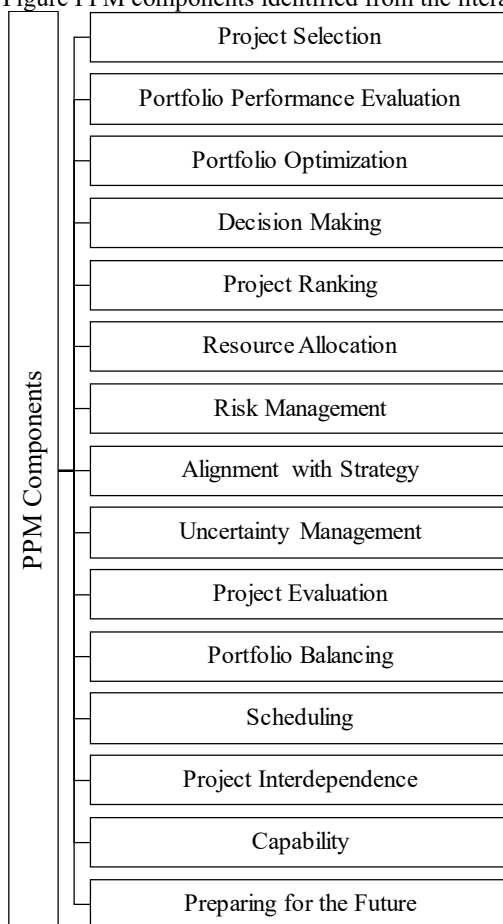 Figure PPM components identified from the litera
Project Selection
Portfolio Performance Evaluation
Portfolio Optimization
Decision Making
Project Ranking
Resource Allocation
Risk Management
PPM Components
Alignment with Strategy
Uncertainty Management
Project Evaluation
Portfolio Balancing
Scheduling
Project Interdependence
Capability
Preparing for the Future